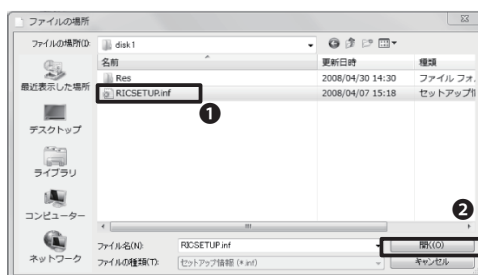 ファイルの場所
ファイルの場所(I):
disk1
名前
更新日時
種類
Res
2008/04/30 14:30
ファイル フォ
RICSETUP.inf
2008/04/07 15:18
セットアップ情
❶
最近表示した場所
デスクトップ
ライブラリ
コンピューター
ネットワーク
❷
ファイル名(N):
RICSETUP.inf
開く(O)
ファイルの種類(T):
セットアップ情報 (*.inf)
キャンセル